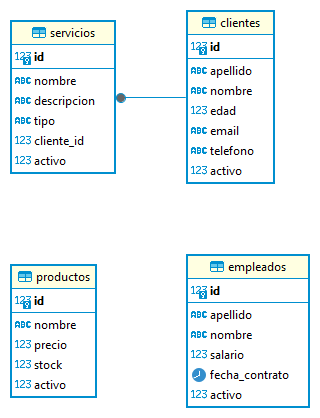 servicios
123 id
ABC nombre
ABC descripcion
ABC tipo
123 cliente_id
123 activo
clientes
123 id
ABC apellido
ABC nombre
123 edad
ABC email
ABC telefono
123 activo
productos
123 id
ABC nombre
123 precio
123 stock
123 activo
empleados
123 id
ABC apellido
ABC nombre
123 salario
fecha_contrato
123 activo